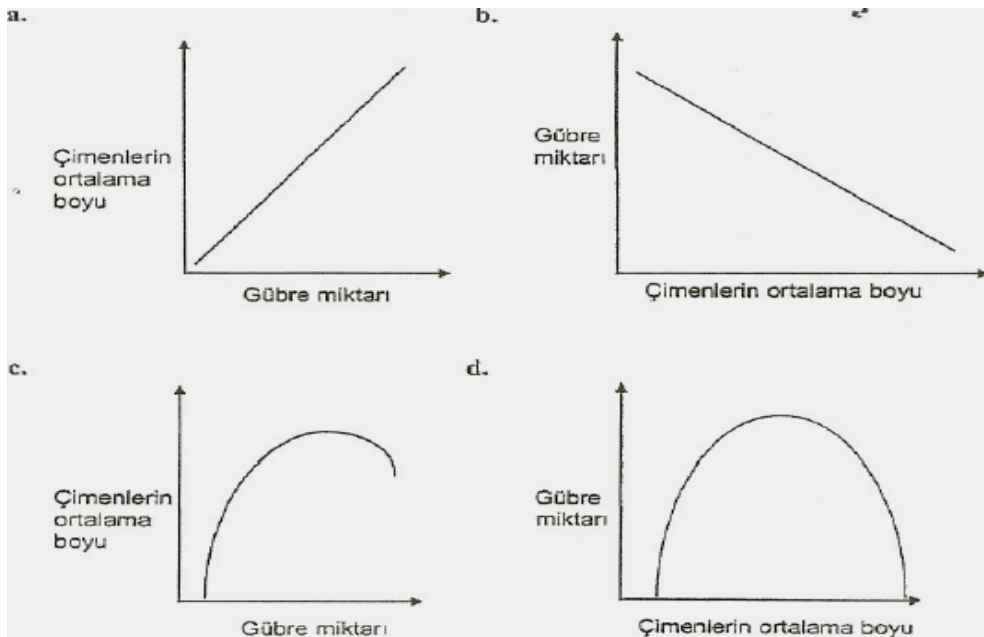 a.
b.
Çimenlerin
ortalama
boyu
Gübre miktarı
Gübre
miktarı
Çimenlerin ortalama boyu
c.
d.
Çimenlerin
ortalama
boyu
Gübre miktarı
Gübre
miktarı
Çimenlerin ortalama boyu